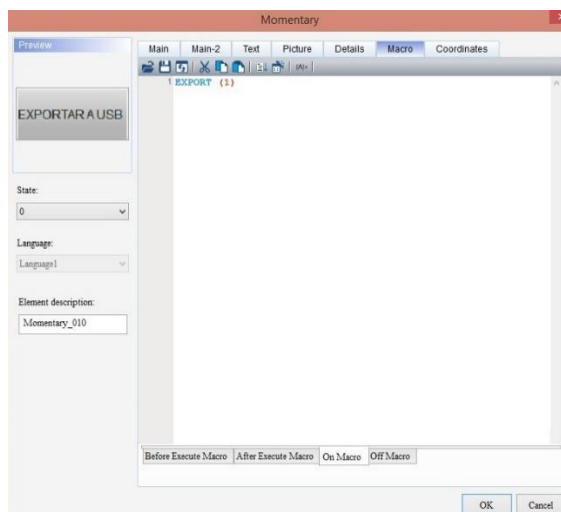 Momentary
Preview
Main Main-2 Text Picture Details Macro Coordinates
1 EXPORT (1)
EXPORTAR A USB
State:
0
Language:
Language1
Element description:
Momentary_010
Before Execute Macro After Execute Macro On Macro Off Macro
OK Cancel